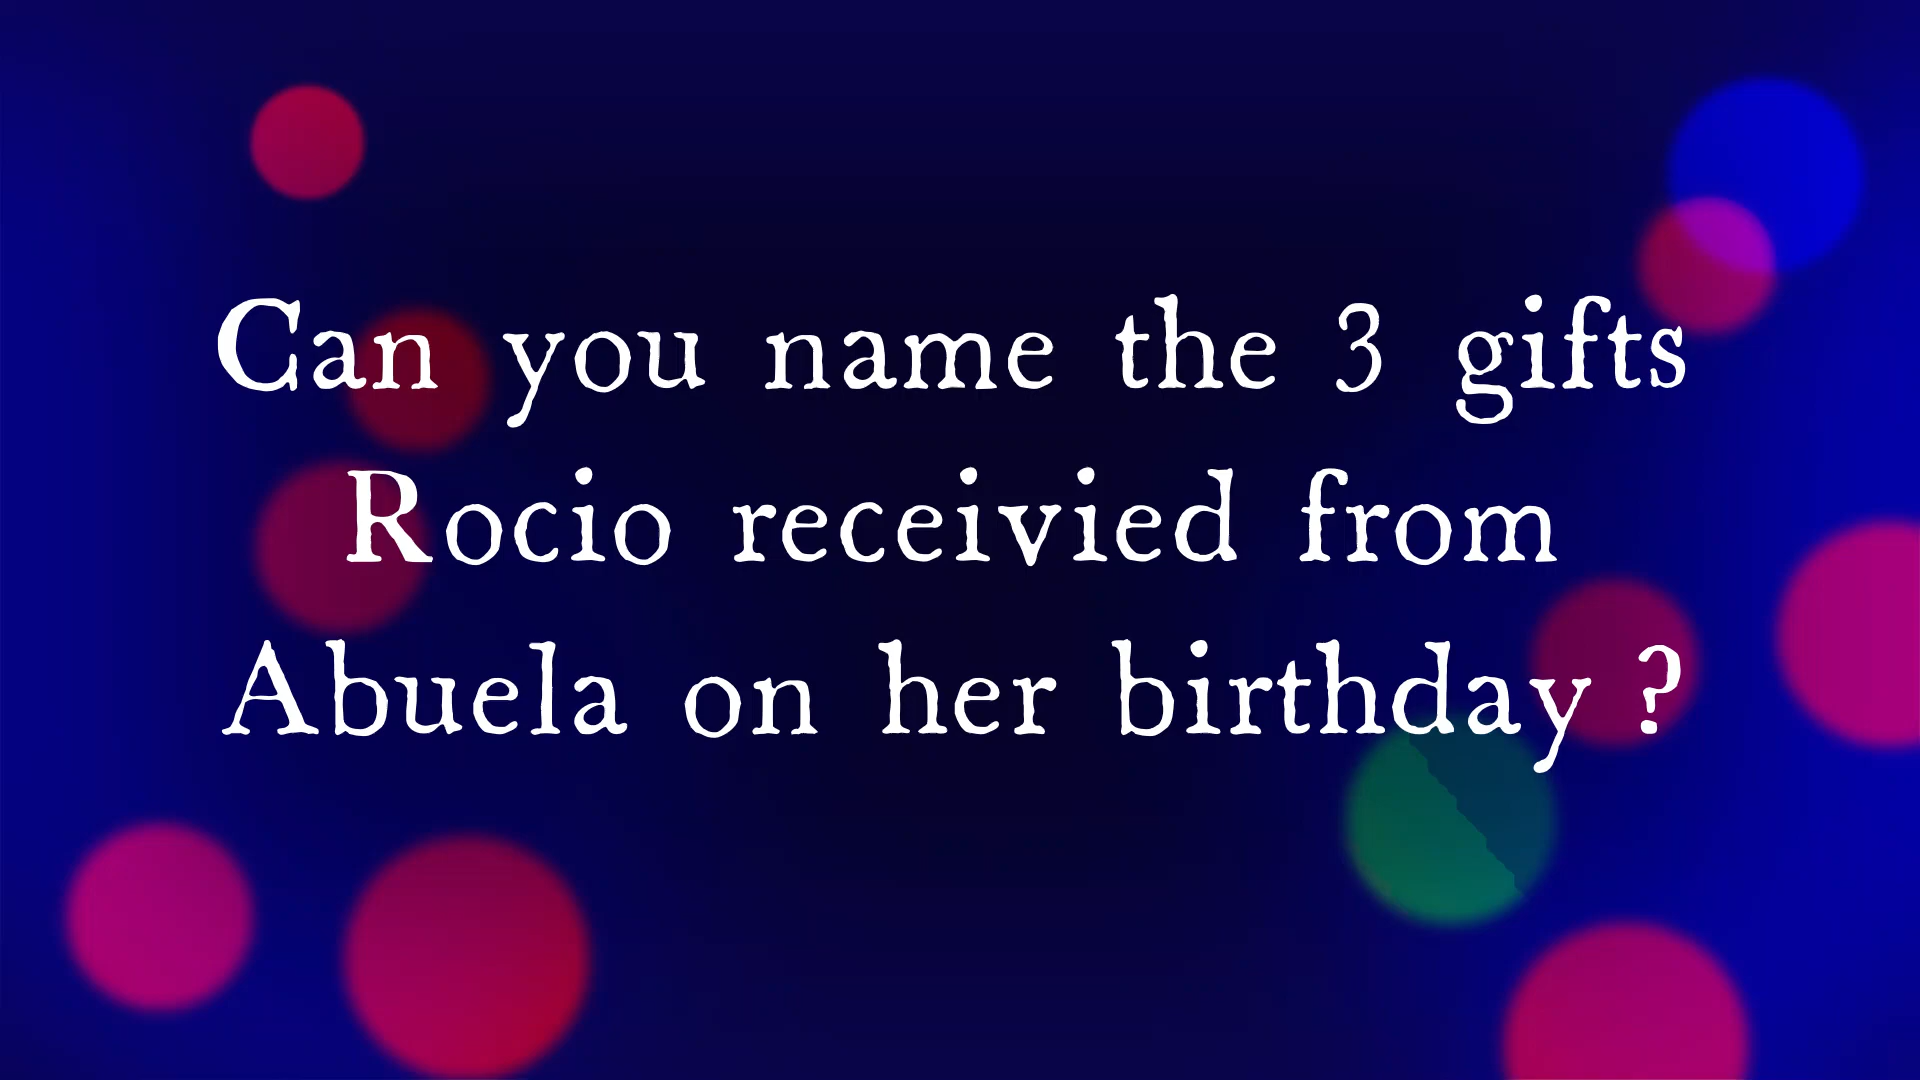 Can you name the 3 gifts
Rocio receivied from
Abuela on her birthday ?